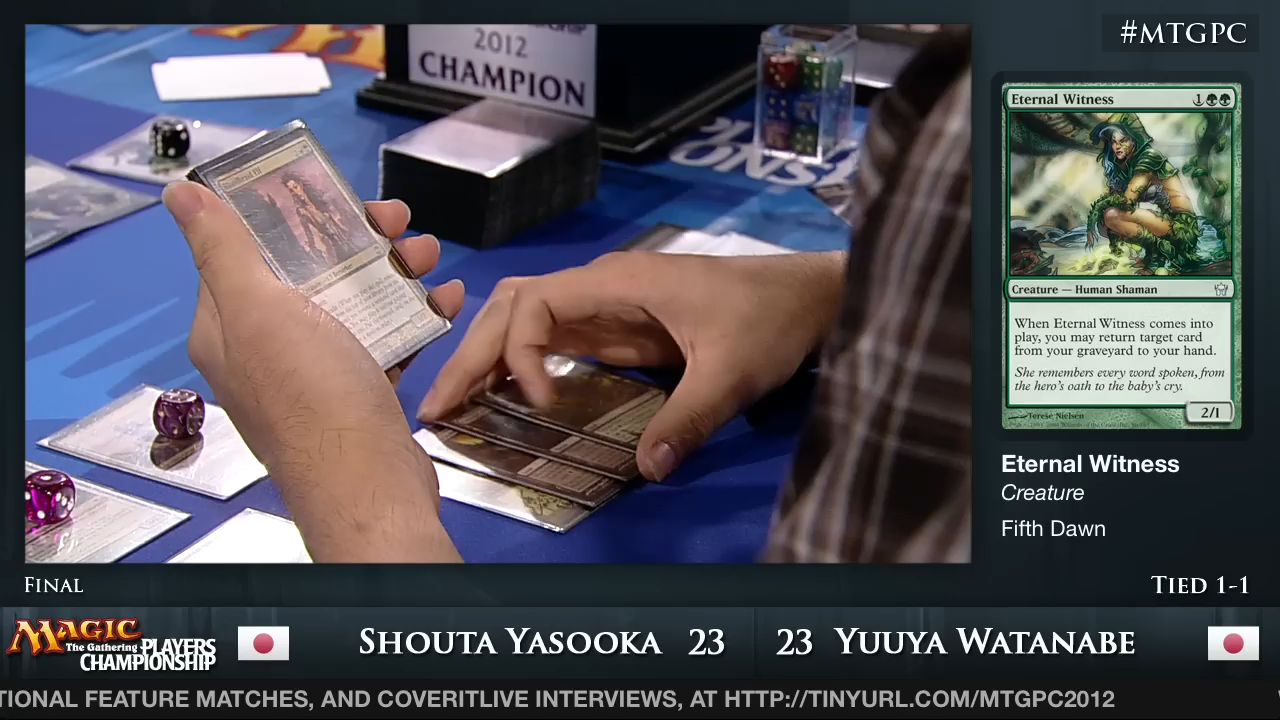 #MTGPC
2012
CHAMPION
Eternal Witness 1
Creature — Human Shaman
When Eternal Witness comes into
play, you may return target card
from your graveyard to your hand.
She remembers every word spoken, from
the hero's oath to the baby's cry.
Terese Nielsen
2/1
Eternal Witness
Creature
Fifth Dawn
FINAL
TIED 1-1
MAGIC
The Gathering
PLAYERS
CHAMPIONSHIP
SHOUTA YASOOKA 23
23 YUUYA WATANABE
TIONAL FEATURE MATCHES, AND COVERITLIVE INTERVIEWS, AT HTTP://TINYURL.COM/MTGPC2012